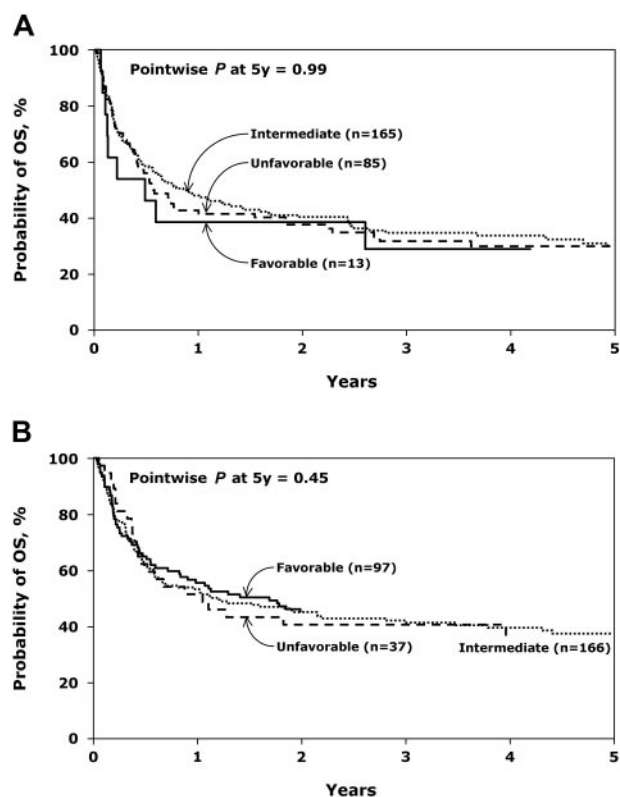 A
100
80
60
40
20
0
Probability of OS, %
Pointwise P at 5y = 0.99
Intermediate (n=165)
Unfavorable (n=85)
Favorable (n=13)
0 1 2 3 4 5
Years
B
100
80
60
40
20
0
Probability of OS, %
Pointwise P at 5y = 0.45
Favorable (n=97)
Unfavorable (n=37)
Intermediate (n=166)
0 1 2 3 4 5
Years